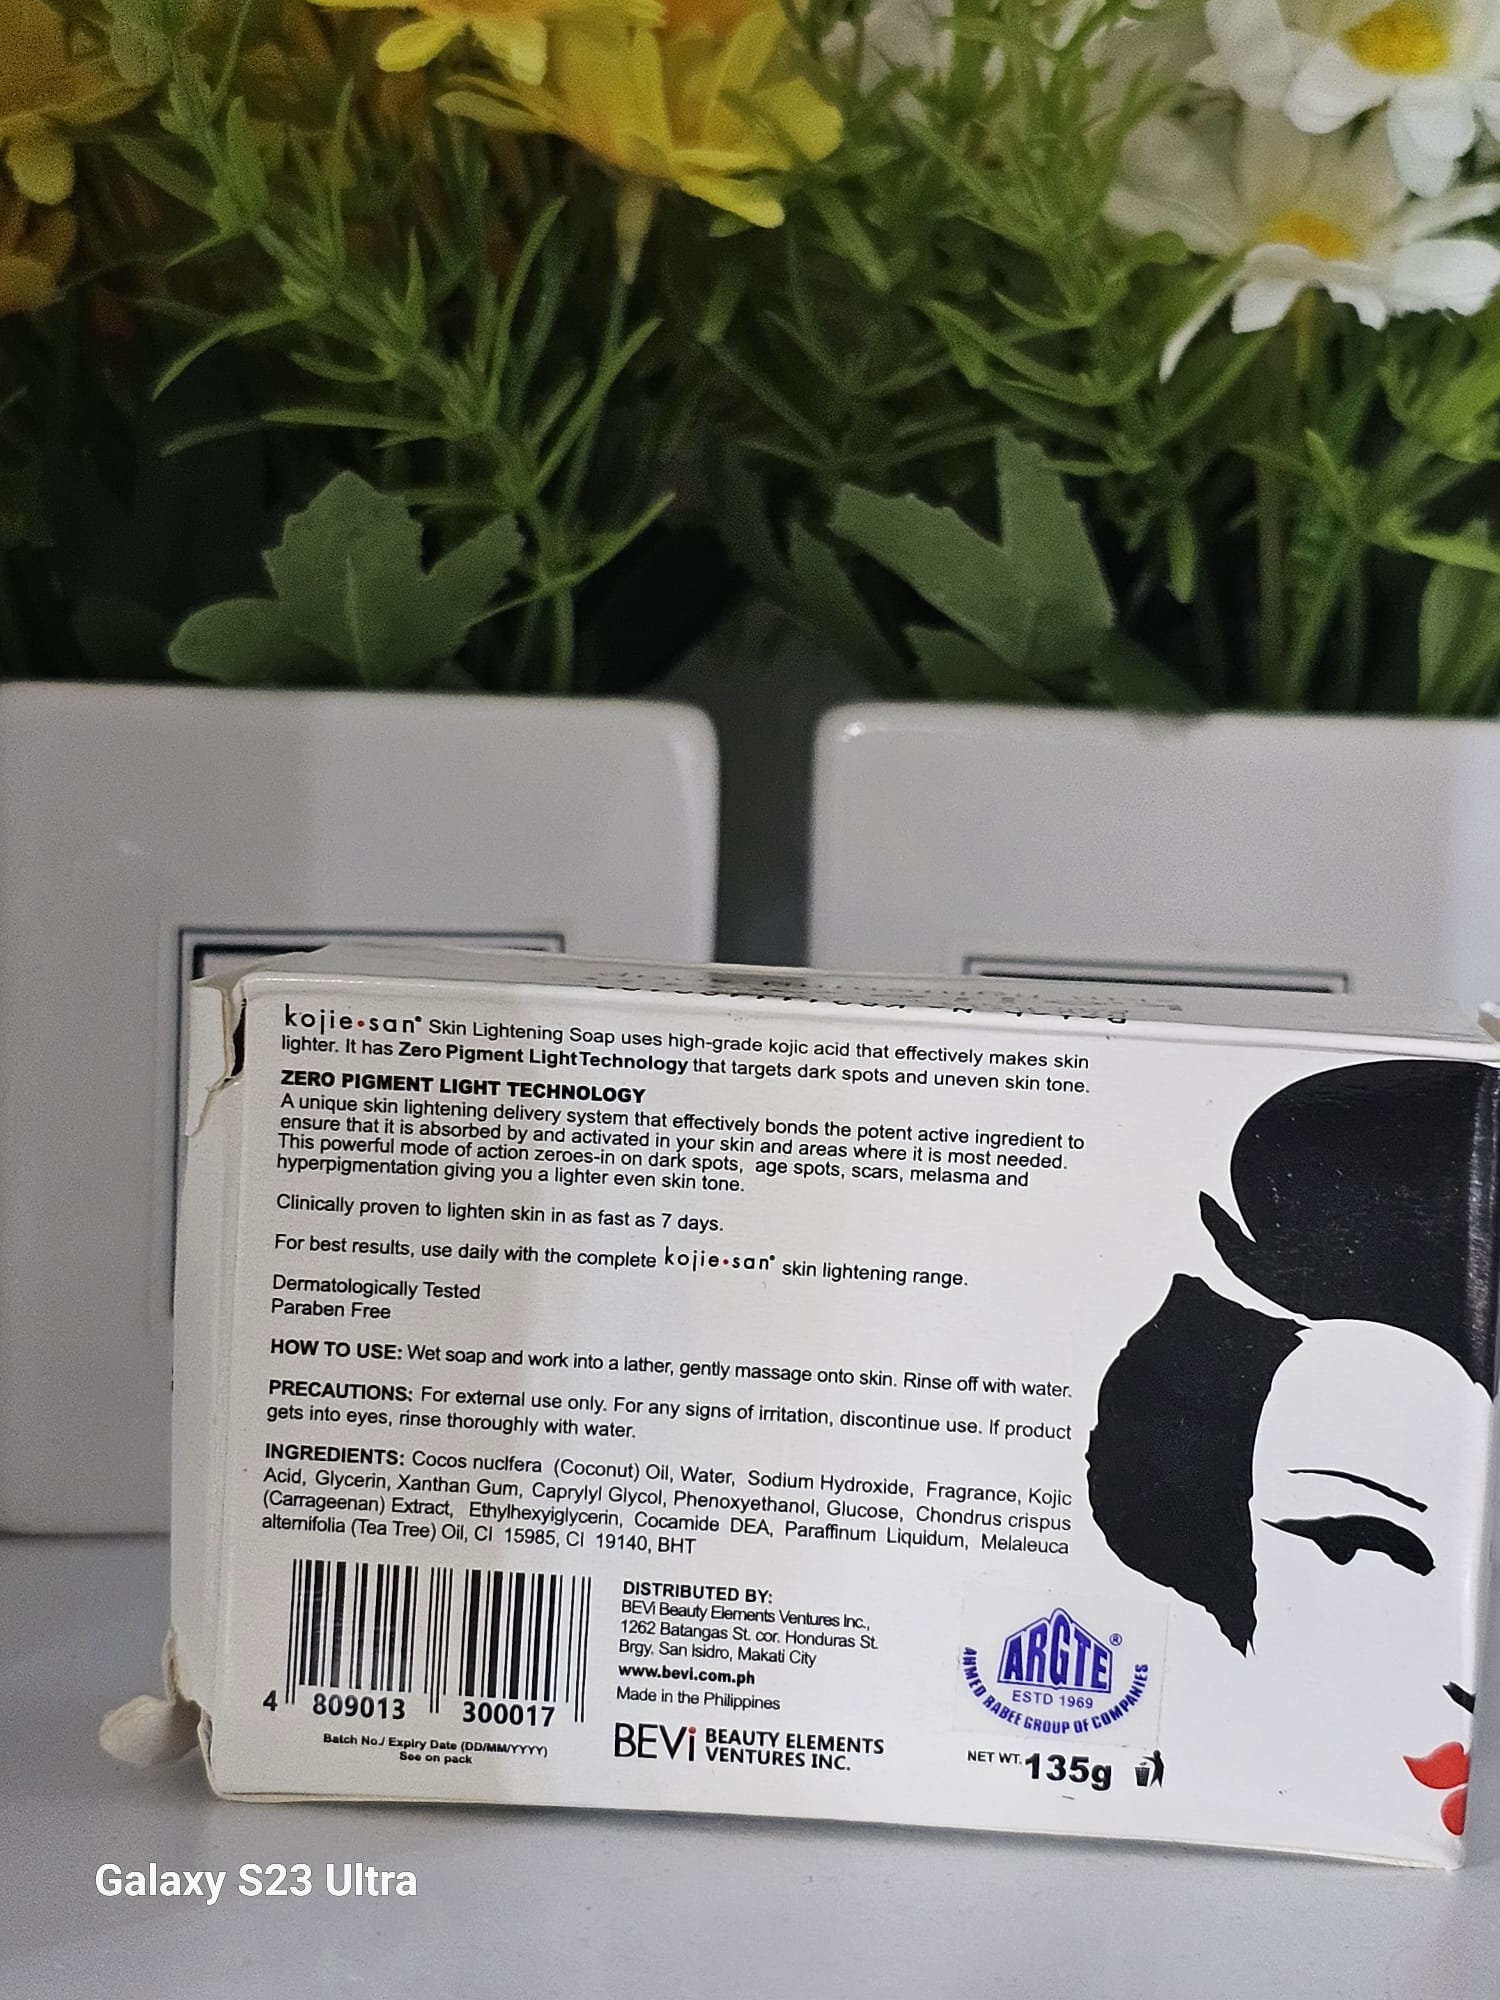 kojie•san® Skin Lightening Soap uses high-grade kojic acid that effectively makes skin
lighter. It has Zero Pigment Light Technology that targets dark spots and uneven skin tone.
ZERO PIGMENT LIGHT TECHNOLOGY
A unique skin lightening delivery system that effectively bonds the potent active ingredient to
ensure that it is absorbed by and activated in your skin and areas where it is most needed.
This powerful mode of action zeroes-in on dark spots, age spots, scars, melasma and
hyperpigmentation giving you a lighter even skin tone.
Clinically proven to lighten skin in as fast as 7 days.
For best results, use daily with the complete kojie•san® skin lightening range.
Dermatologically Tested
Paraben Free
HOW TO USE: Wet soap and work into a lather, gently massage onto skin. Rinse off with water.
PRECAUTIONS: For external use only. For any signs of irritation, discontinue use. If product
gets into eyes, rinse thoroughly with water.
INGREDIENTS: Cocos nuclfera (Coconut) Oil, Water, Sodium Hydroxide, Fragrance, Kojic
Acid, Glycerin, Xanthan Gum, Caprylyl Glycol, Phenoxyethanol, Glucose, Chondrus crispus
(Carrageenan) Extract, Ethylhexyiglycerin, Cocamide DEA, Paraffinum Liquidum, Melaleuca
alternifolia (Tea Tree) Oil, CI 15985, CI 19140, BHT
4 809013 300017
Batch No./ Expiry Date (DD/MM/YYYY)
See on pack
DISTRIBUTED BY:
BEVi Beauty Elements Ventures Inc.,
1262 Batangas St. cor. Honduras St.
Brgy. San Isidro, Makati City
www.bevi.com.ph
Made in the Philippines
BEVi BEAUTY ELEMENTS
VENTURES INC.
ARGTE®
ESTD 1969
AHMED RABEE GROUP OF COMPANIES
NET WT. 135g
Galaxy S23 Ultra